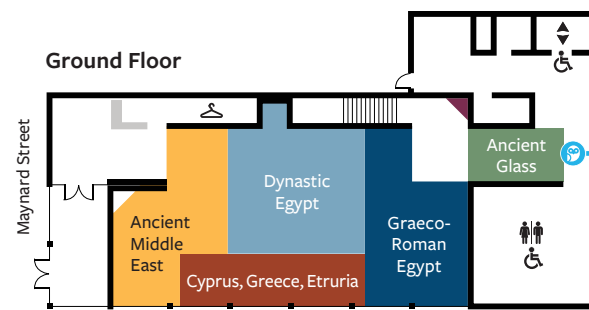 Ground Floor
Maynard Street
Dynastic
Egypt
Ancient
Glass
Ancient
Middle
East
Graeco-
Roman
Egypt
Cyprus, Greece, Etruria